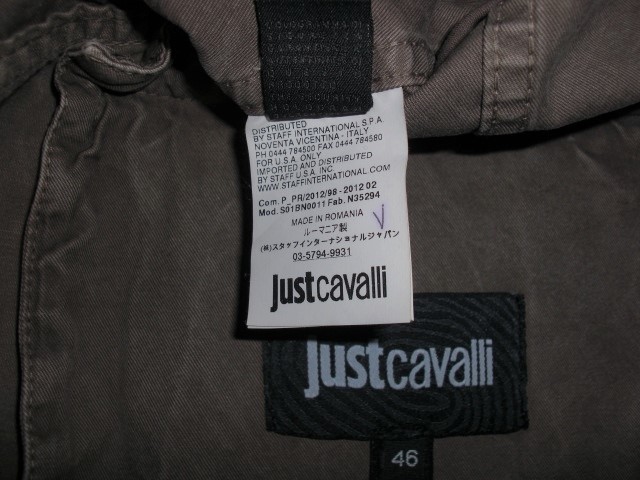 DISTRIBUTED
BY STAFF INTERNATIONAL S.P.A.
NOVENTA VICENTINA - ITALY
PH 0444 784500 FAX 0444 784580
FOR U.S.A. ONLY
IMPORTED AND DISTRIBUTED
BY STAFF U.S.A. INC.
WWW.STAFFINTERNATIONAL.COM
Com. P_PR/2012/98 - 2012 02
Mod. S01BN0011 Fab. N35294
MADE IN ROMANIA
ルーマニア製
(株)スタッフインターナショナルジャパン
03-5794-9931
justcavalli
justcavalli
46